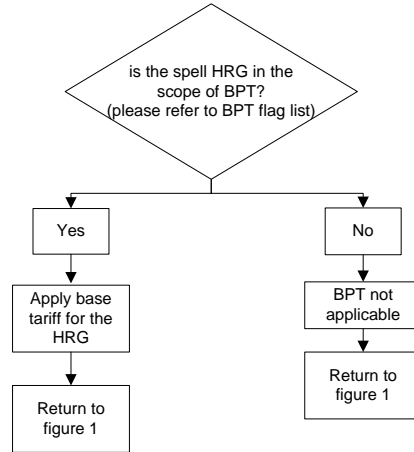 is the spell HRG in the
scope of BPT?
(please refer to BPT flag list)
Yes
No
Apply base
tariff for the
HRG
BPT not
applicable
Return to
figure 1
Return to
figure 1